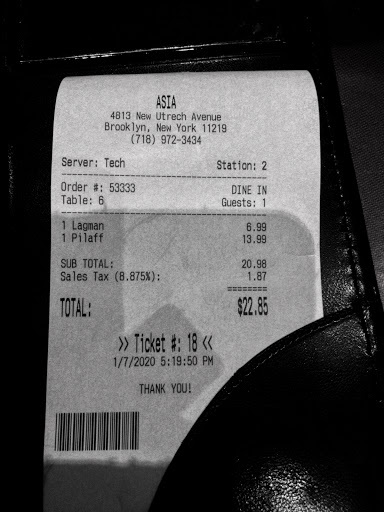 ASIA
4813 New Utrech Avenue
Brooklyn, New York 11219
(718) 972-3434
Server: Tech Station: 2
Order #: 53333 DINE IN
Table: 6 Guests: 1
1 Lagman 6.99
1 Pilaff 13.99
SUB TOTAL: 20.98
Sales Tax (8.875%): 1.87
========
TOTAL: $22.85
>> Ticket #: 18 <<
1/7/2020 5:19:50 PM
THANK YOU!